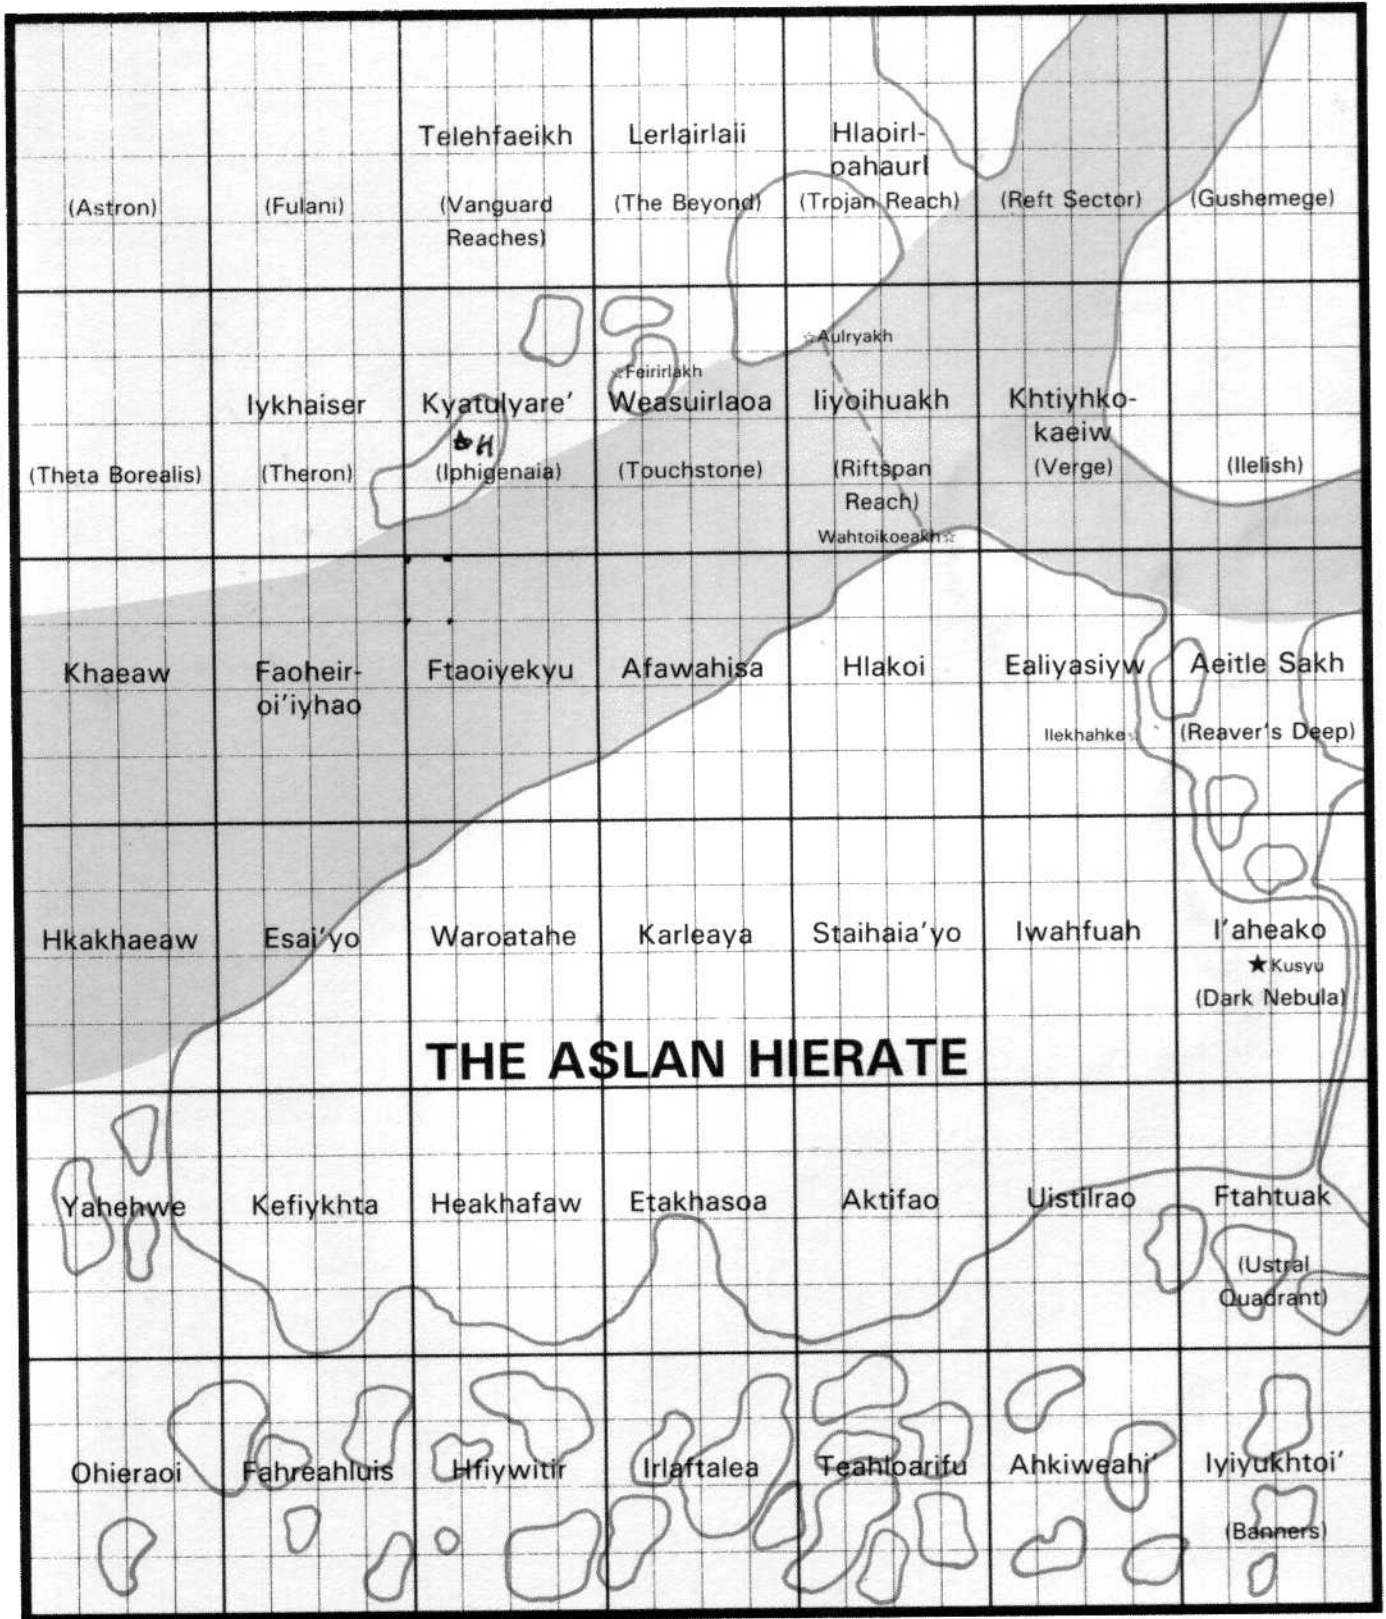 Telehfaeikh
Lerlairlaii
Hlaoirl-
oahaurl
(Astron)
(Fulani)
(Vanguard
Reaches)
(The Beyond)
(Trojan Reach)
(Reft Sector)
(Gushemege)
☆Aulryakh
☆Feirirlakh
Iykhaiser
Kyatulyare'
Weasuirlaoa
Iiyoihuakh
Khtiyhko-
kaeiw
H
(Theta Borealis)
(Theron)
(Iphigenaia)
(Touchstone)
(Riftspan
Reach)
(Verge)
(Ilelish)
Wahtoikoeakh☆
Khaeaw
Faoheir-
oi'iyhao
Ftaoiyekyu
Afawahisa
Hlakoi
Ealiyasiyw
Aeitle Sakh
Ilekhahke☆
(Reaver's Deep)
Hkakhaeaw
Esai'yo
Waroatahe
Karleaya
Staihaia'yo
Iwahfuah
I'aheako
★Kusyu
(Dark Nebula)
THE ASLAN HIERATE
Yahehwe
Kefiykhta
Heakhafaw
Etakhasoa
Aktifao
Uistilrao
Ftahtuak
(Ustral
Quadrant)
Ohieraoi
Fahreahluis
Hfiywitir
Irlaftalea
Teahloarifu
Ahkiweahi'
Iyiyukhtoi'
(Banners)